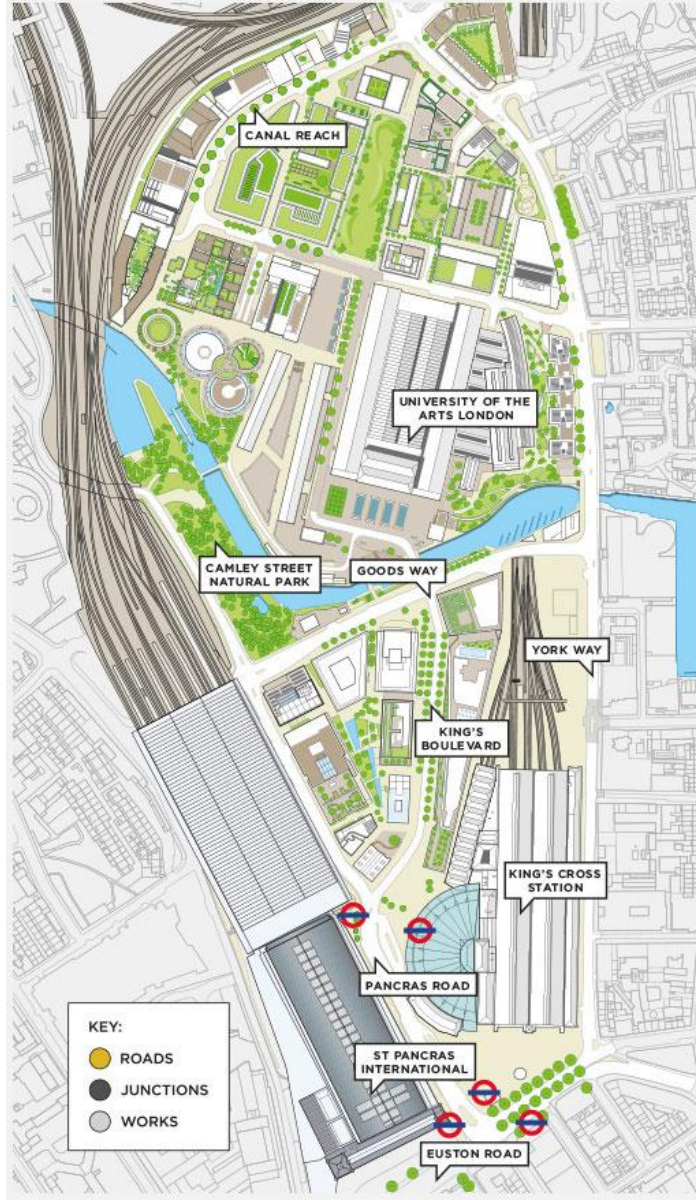 CANAL REACH
UNIVERSITY OF THE
ARTS LONDON
CAMLEY STREET
NATURAL PARK
GOODS WAY
YORK WAY
KING'S
BOULEVARD
KING'S CROSS
STATION
PANCRAS ROAD
ST PANCRAS
INTERNATIONAL
EUSTON ROAD
KEY:
ROADS
JUNCTIONS
WORKS